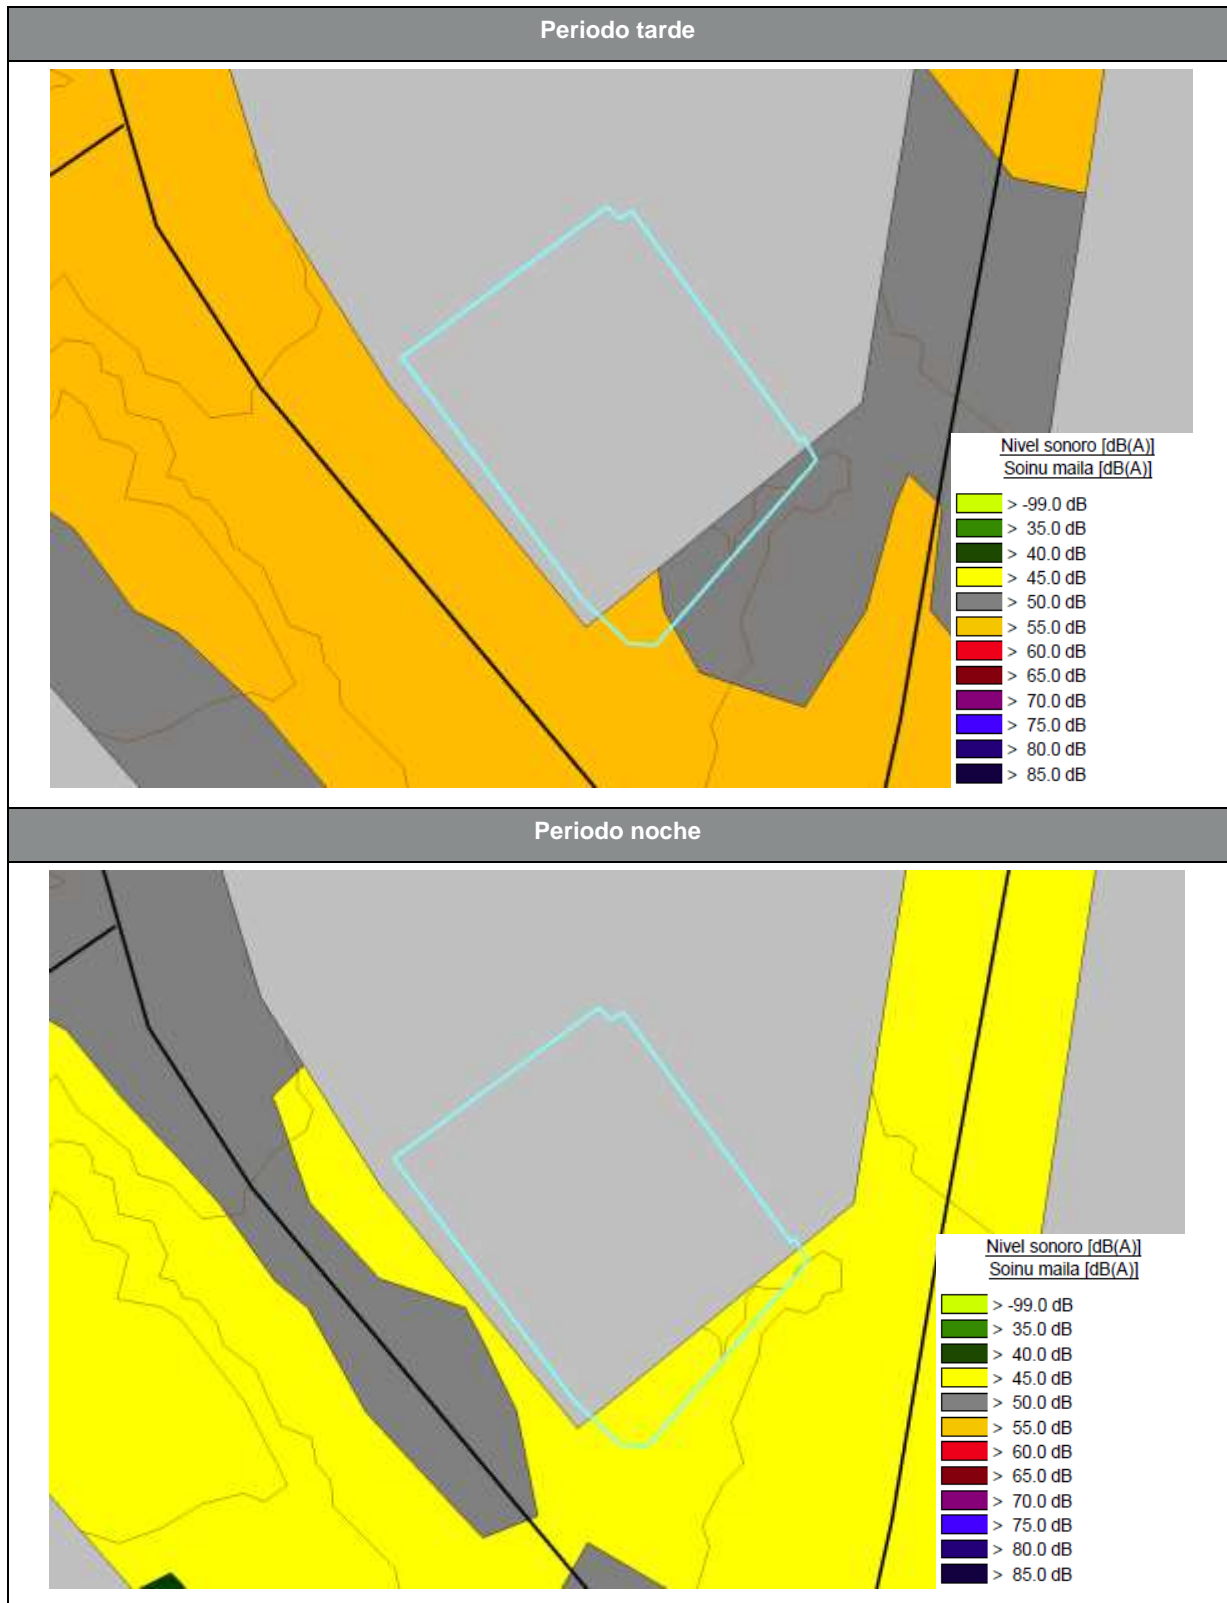 Periodo tarde
Nivel sonoro [dB(A)]
Soinu maila [dB(A)]
> -99.0 dB
> 35.0 dB
> 40.0 dB
> 45.0 dB
> 50.0 dB
> 55.0 dB
> 60.0 dB
> 65.0 dB
> 70.0 dB
> 75.0 dB
> 80.0 dB
> 85.0 dB
Periodo noche
Nivel sonoro [dB(A)]
Soinu maila [dB(A)]
> -99.0 dB
> 35.0 dB
> 40.0 dB
> 45.0 dB
> 50.0 dB
> 55.0 dB
> 60.0 dB
> 65.0 dB
> 70.0 dB
> 75.0 dB
> 80.0 dB
> 85.0 dB